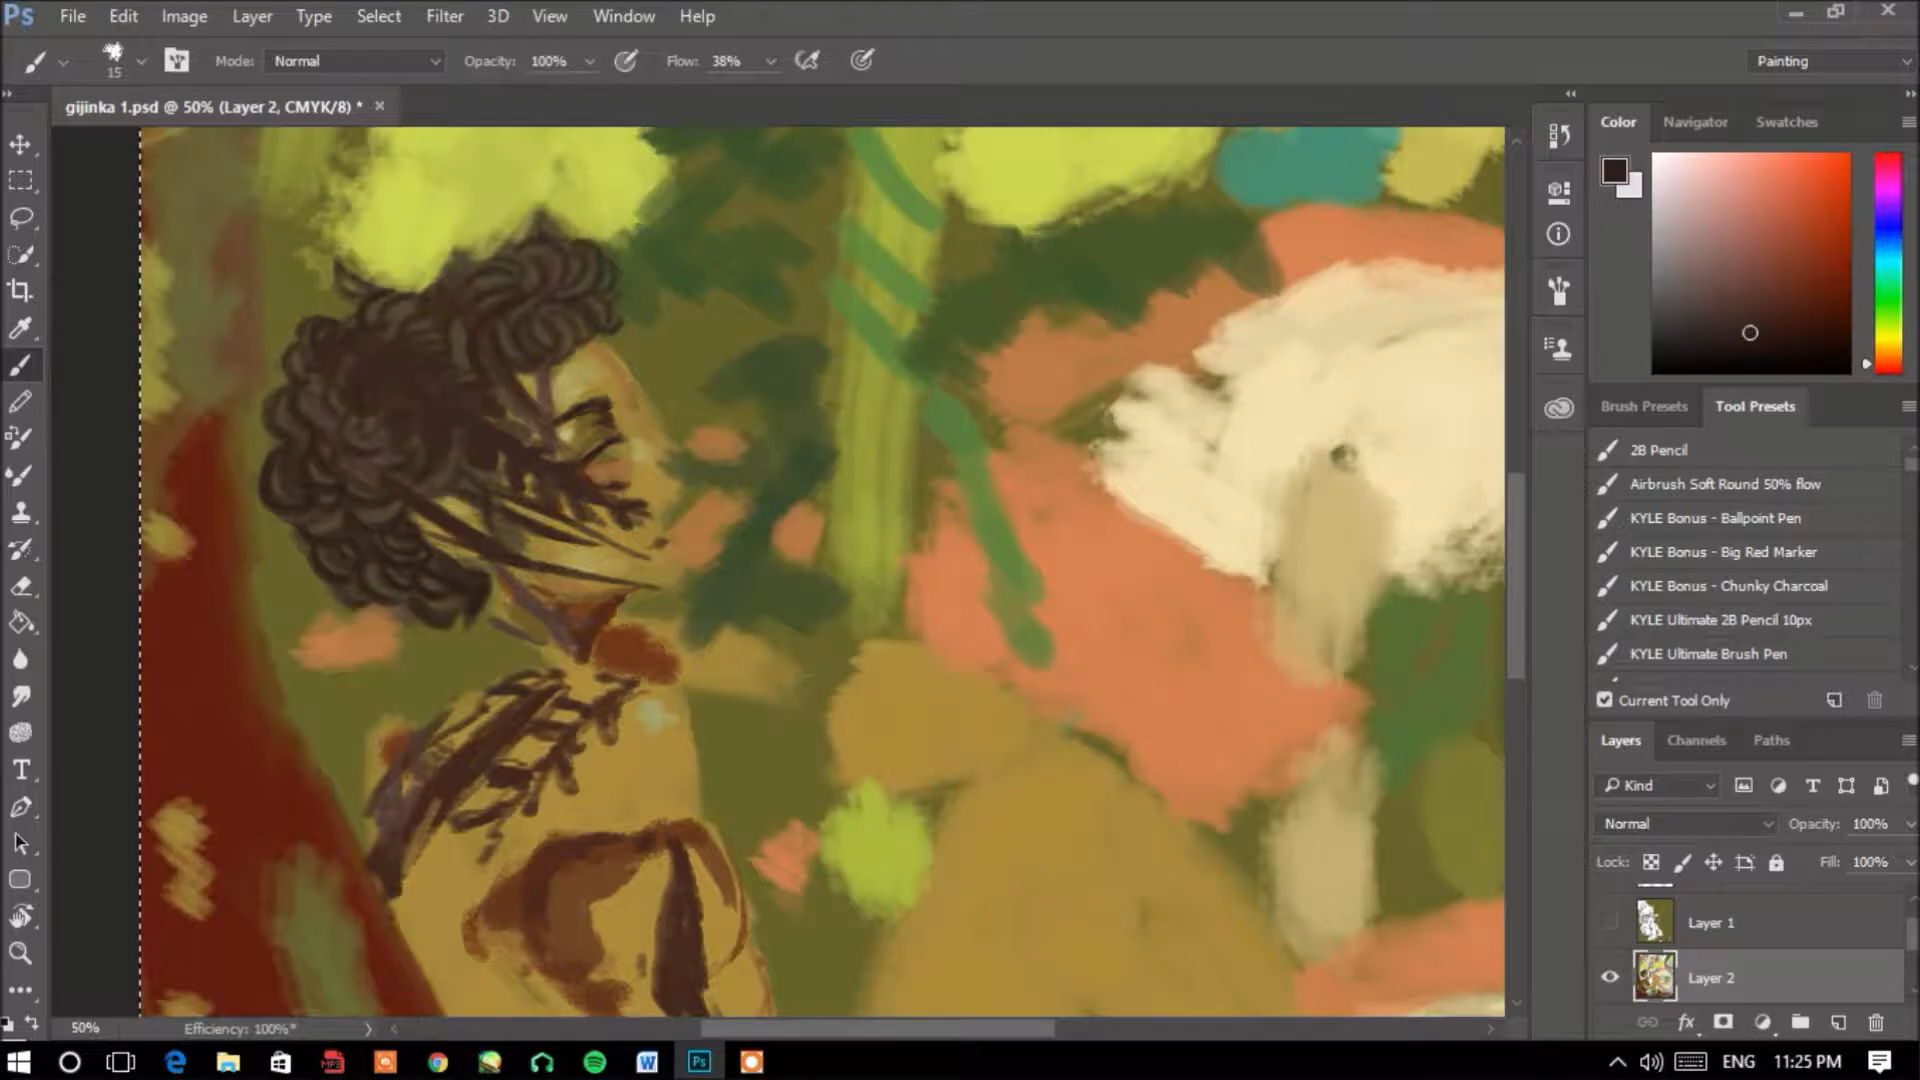 Ps File Edit Image Layer Type Select Filter 3D View Window Help
15 Mode: Normal Opacity: 100% Flow: 38% Painting
gijinka 1.psd @ 50% (Layer 2, CMYK/8) *
Color Navigator Swatches
Brush Presets Tool Presets
2B Pencil
Airbrush Soft Round 50% flow
KYLE Bonus - Ballpoint Pen
KYLE Bonus - Big Red Marker
KYLE Bonus - Chunky Charcoal
KYLE Ultimate 2B Pencil 10px
KYLE Ultimate Brush Pen
Current Tool Only
Layers Channels Paths
Kind
Normal Opacity: 100%
Lock: Fill: 100%
Layer 1
Layer 2
50% Efficiency: 100%*
ENG 11:25 PM